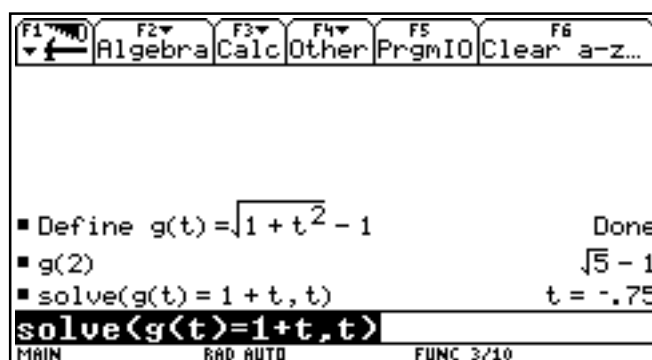 F1▼ F2▼ Algebra F3▼ Calc F4▼ Other F5 PrgmIO F6 Clear a-z…
▪ Define g(t) = √(1 + t²) - 1 Done
▪ g(2) √5 - 1
▪ solve(g(t) = 1 + t, t) t = -.75
solve(g(t)=1+t,t)
MAIN RAD AUTO FUNC 3/10